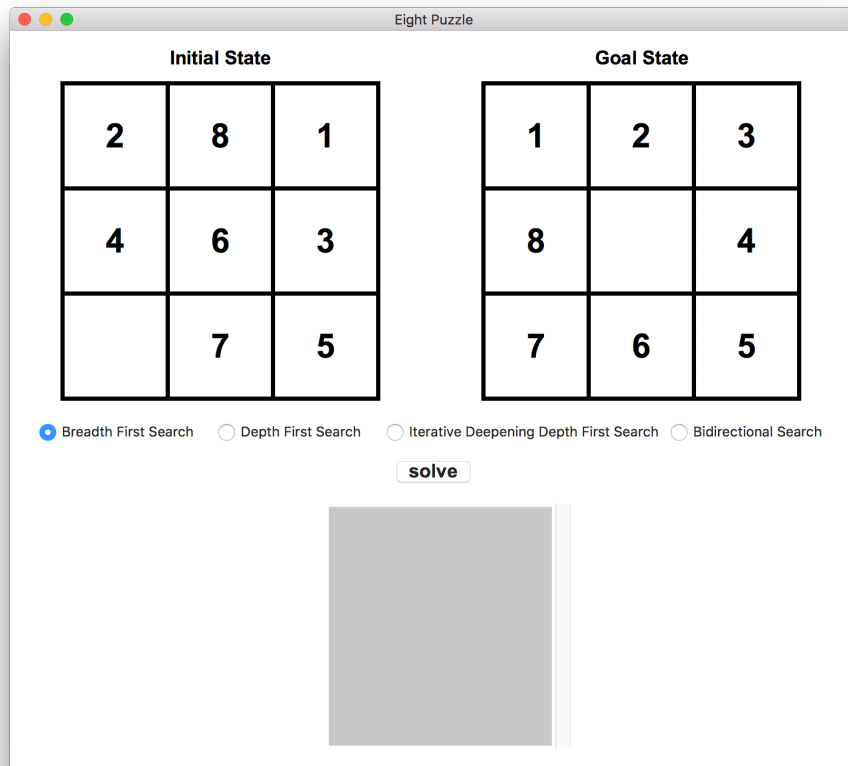 Eight Puzzle
Initial State
Goal State
2 8 1
1 2 3
4 6 3
8 4
7 5
7 6 5
Breadth First Search Depth First Search Iterative Deepening Depth First Search Bidirectional Search
solve